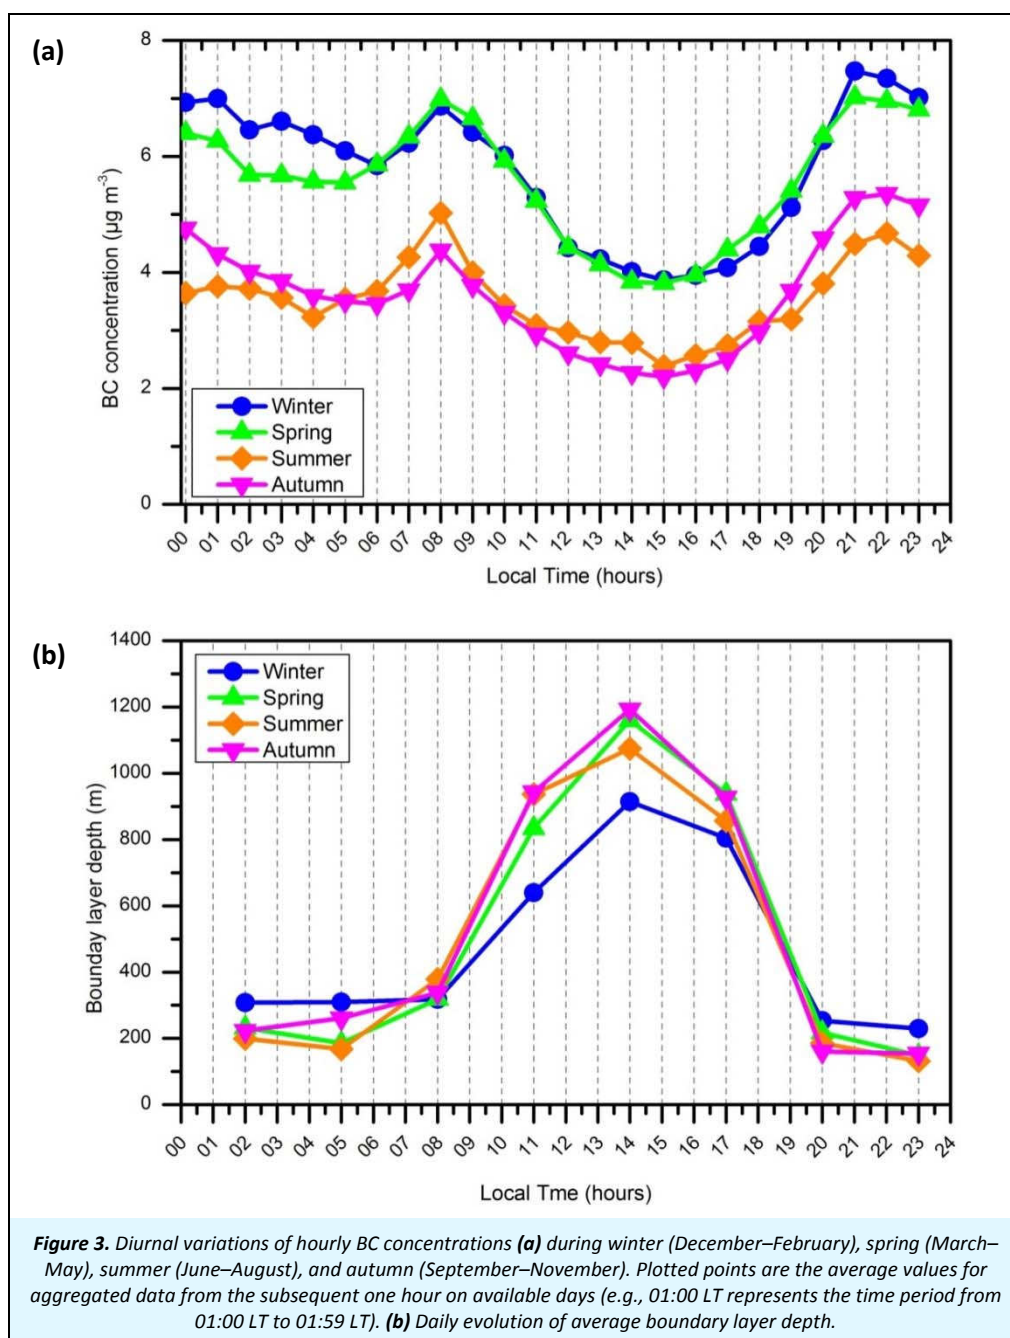 (a)
8
6
4
2
0
BC concentration (µg m⁻³)
Winter
Spring
Summer
Autumn
00 01 02 03 04 05 06 07 08 09 10 11 12 13 14 15 16 17 18 19 20 21 22 23 24
Local Time (hours)
(b)
1400
1200
1000
800
600
400
200
0
Bounday layer depth (m)
Winter
Spring
Summer
Autumn
00 01 02 03 04 05 06 07 08 09 10 11 12 13 14 15 16 17 18 19 20 21 22 23 24
Local Tme (hours)
Figure 3. Diurnal variations of hourly BC concentrations (a) during winter (December–February), spring (March–
May), summer (June–August), and autumn (September–November). Plotted points are the average values for
aggregated data from the subsequent one hour on available days (e.g., 01:00 LT represents the time period from
01:00 LT to 01:59 LT). (b) Daily evolution of average boundary layer depth.